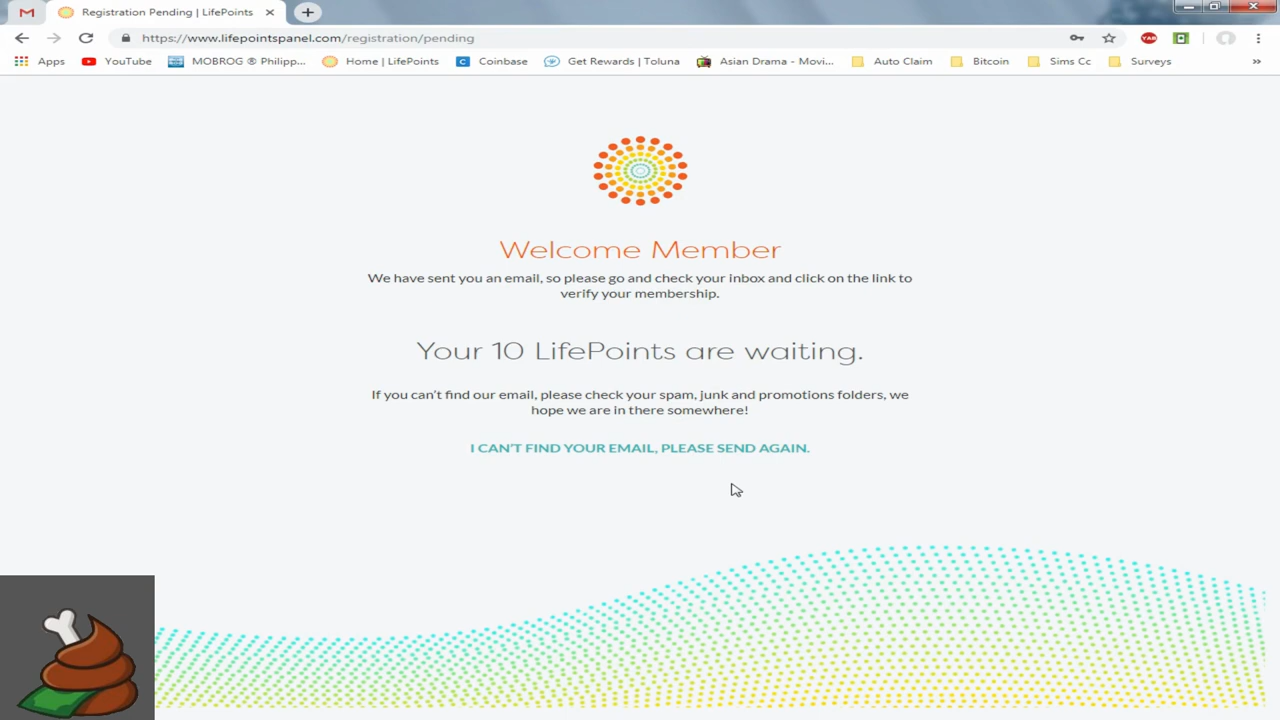 Registration Pending | LifePoints
https://www.lifepointspanel.com/registration/pending
Apps YouTube MOBROG ® Philipp... Home | LifePoints Coinbase Get Rewards | Toluna Asian Drama - Movi... Auto Claim Bitcoin Sims Cc Surveys
Welcome Member
We have sent you an email, so please go and check your inbox and click on the link to
verify your membership.
Your 10 LifePoints are waiting.
If you can't find our email, please check your spam, junk and promotions folders, we
hope we are in there somewhere!
I CAN'T FIND YOUR EMAIL, PLEASE SEND AGAIN.